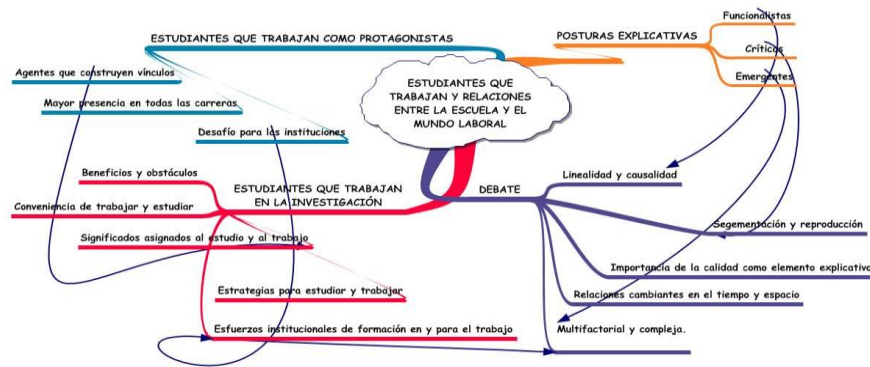 ESTUDIANTES QUE
TRABAJAN Y RELACIONES
ENTRE LA ESCUELA Y EL
MUNDO LABORAL
ESTUDIANTES QUE TRABAJAN COMO PROTAGONISTAS
Agentes que construyen vínculos
Mayor presencia en todas las carreras
Desafío para las instituciones
POSTURAS EXPLICATIVAS
Funcionalistas
Críticos
Emergentes
ESTUDIANTES QUE TRABAJAN
EN LA INVESTIGACIÓN
Beneficios y obstáculos
Conveniencia de trabajar y estudiar
Significados asignados al estudio y al trabajo
Estrategias para estudiar y trabajar
Esfuerzos institucionales de formación en y para el trabajo
DEBATE
Linealidad y causalidad
Segementación y reproducción
Importancia de la calidad como elemento explicativo
Relaciones cambiantes en el tiempo y espacio
Multifactorial y compleja.